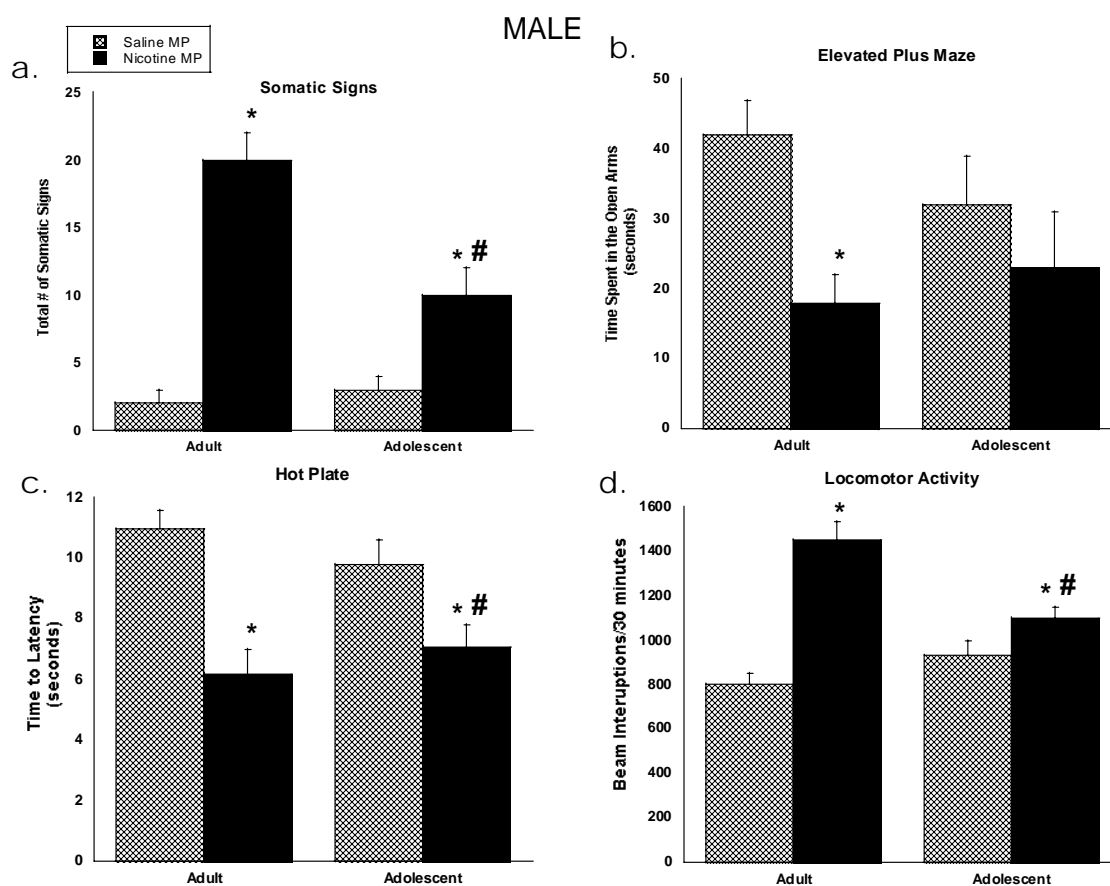 MALE
Saline MP
Nicotine MP
a.
Somatic Signs
Total # of Somatic Signs
25
20
15
10
5
0
*
* #
Adult
Adolescent
b.
Elevated Plus Maze
Time Spent in the Open Arms
(seconds)
50
40
30
20
10
0
*
Adult
Adolescent
c.
Hot Plate
Time to Latency
(seconds)
12
10
8
6
4
2
0
*
* #
Adult
Adolescent
d.
Locomotor Activity
Beam Interuptions/30 minutes
1600
1400
1200
1000
800
600
400
200
0
*
* #
Adult
Adolescent